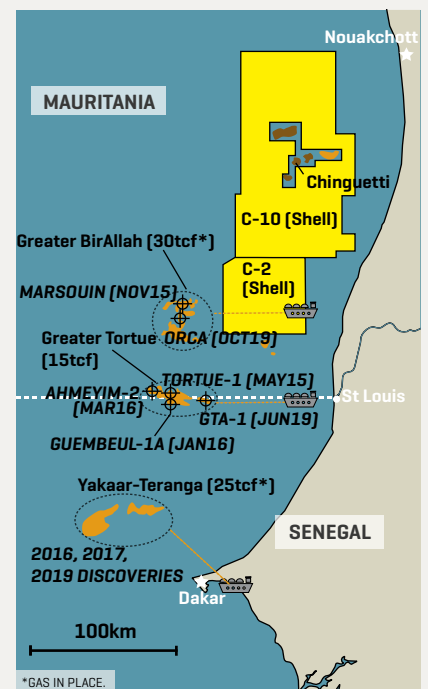 Nouakchott
MAURITANIA
Chinguetti
C-10 (Shell)
Greater BirAllah (30tcf*)
C-2
(Shell)
MARSOUIN (NOV15)
ORCA (OCT19)
Greater Tortue
(15tcf)
TORTUE-1 (MAY15)
AHMEYIM-2
(MAR16)
St Louis
GTA-1 (JUN19)
GUEMBEUL-1A (JAN16)
Yakaar-Teranga (25tcf*)
SENEGAL
2016, 2017,
2019 DISCOVERIES
Dakar
100km
*GAS IN PLACE.